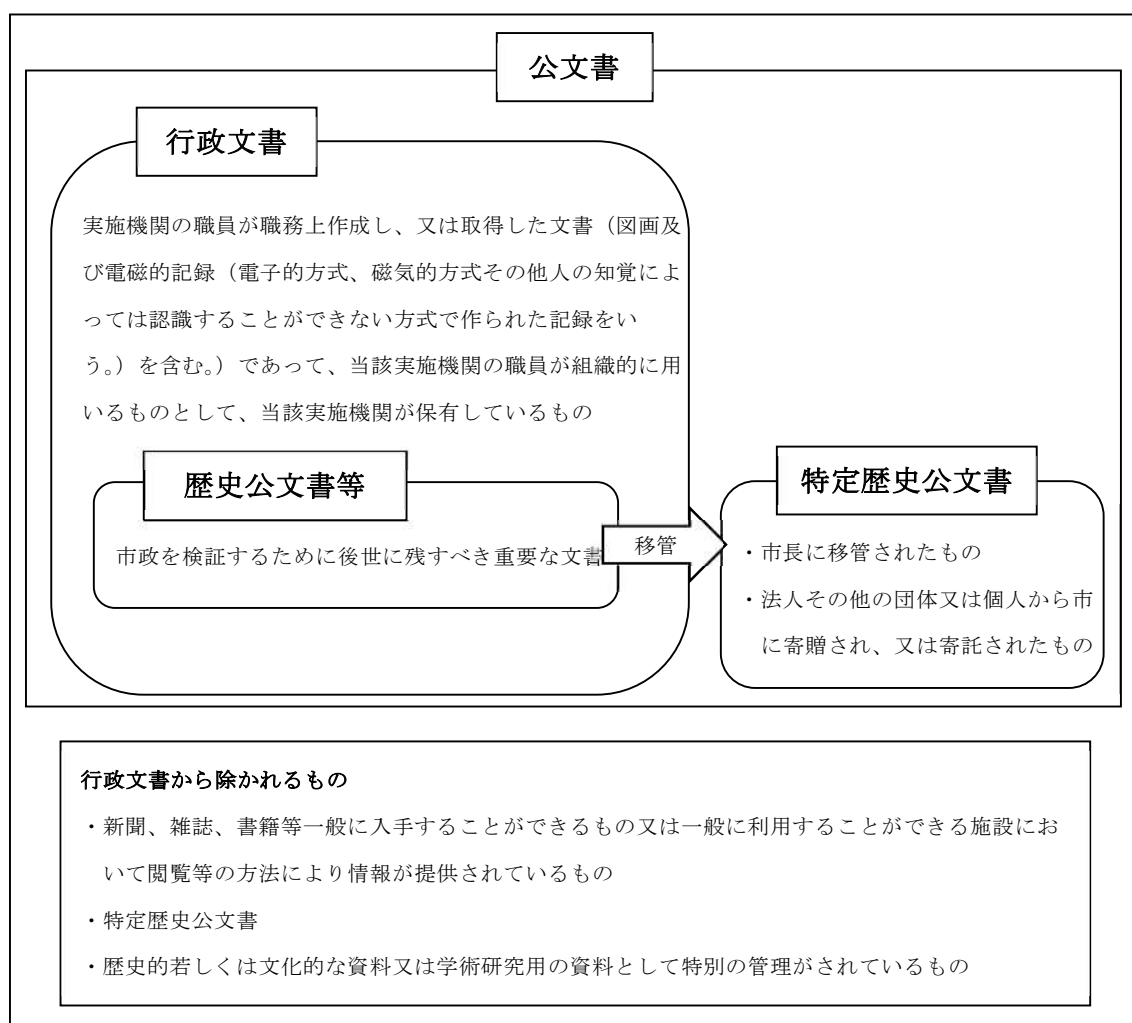 公文書
行政文書
実施機関の職員が職務上作成し、又は取得した文書（図画及
び電磁的記録（電子的方式、磁気的方式その他人の知覚によ
っては認識することができない方式で作られた記録をい
う。）を含む。）であって、当該実施機関の職員が組織的に用
いるものとして、当該実施機関が保有しているもの
歴史公文書等
市政を検証するために後世に残すべき重要な文書
移管
特定歴史公文書
・市長に移管されたもの
・法人その他の団体又は個人から市
に寄贈され、又は寄託されたもの
行政文書から除かれるもの
・新聞、雑誌、書籍等一般に入手することができるもの又は一般に利用することができる施設にお
いて閲覧等の方法により情報が提供されているもの
・特定歴史公文書
・歴史的若しくは文化的な資料又は学術研究用の資料として特別の管理がされているもの